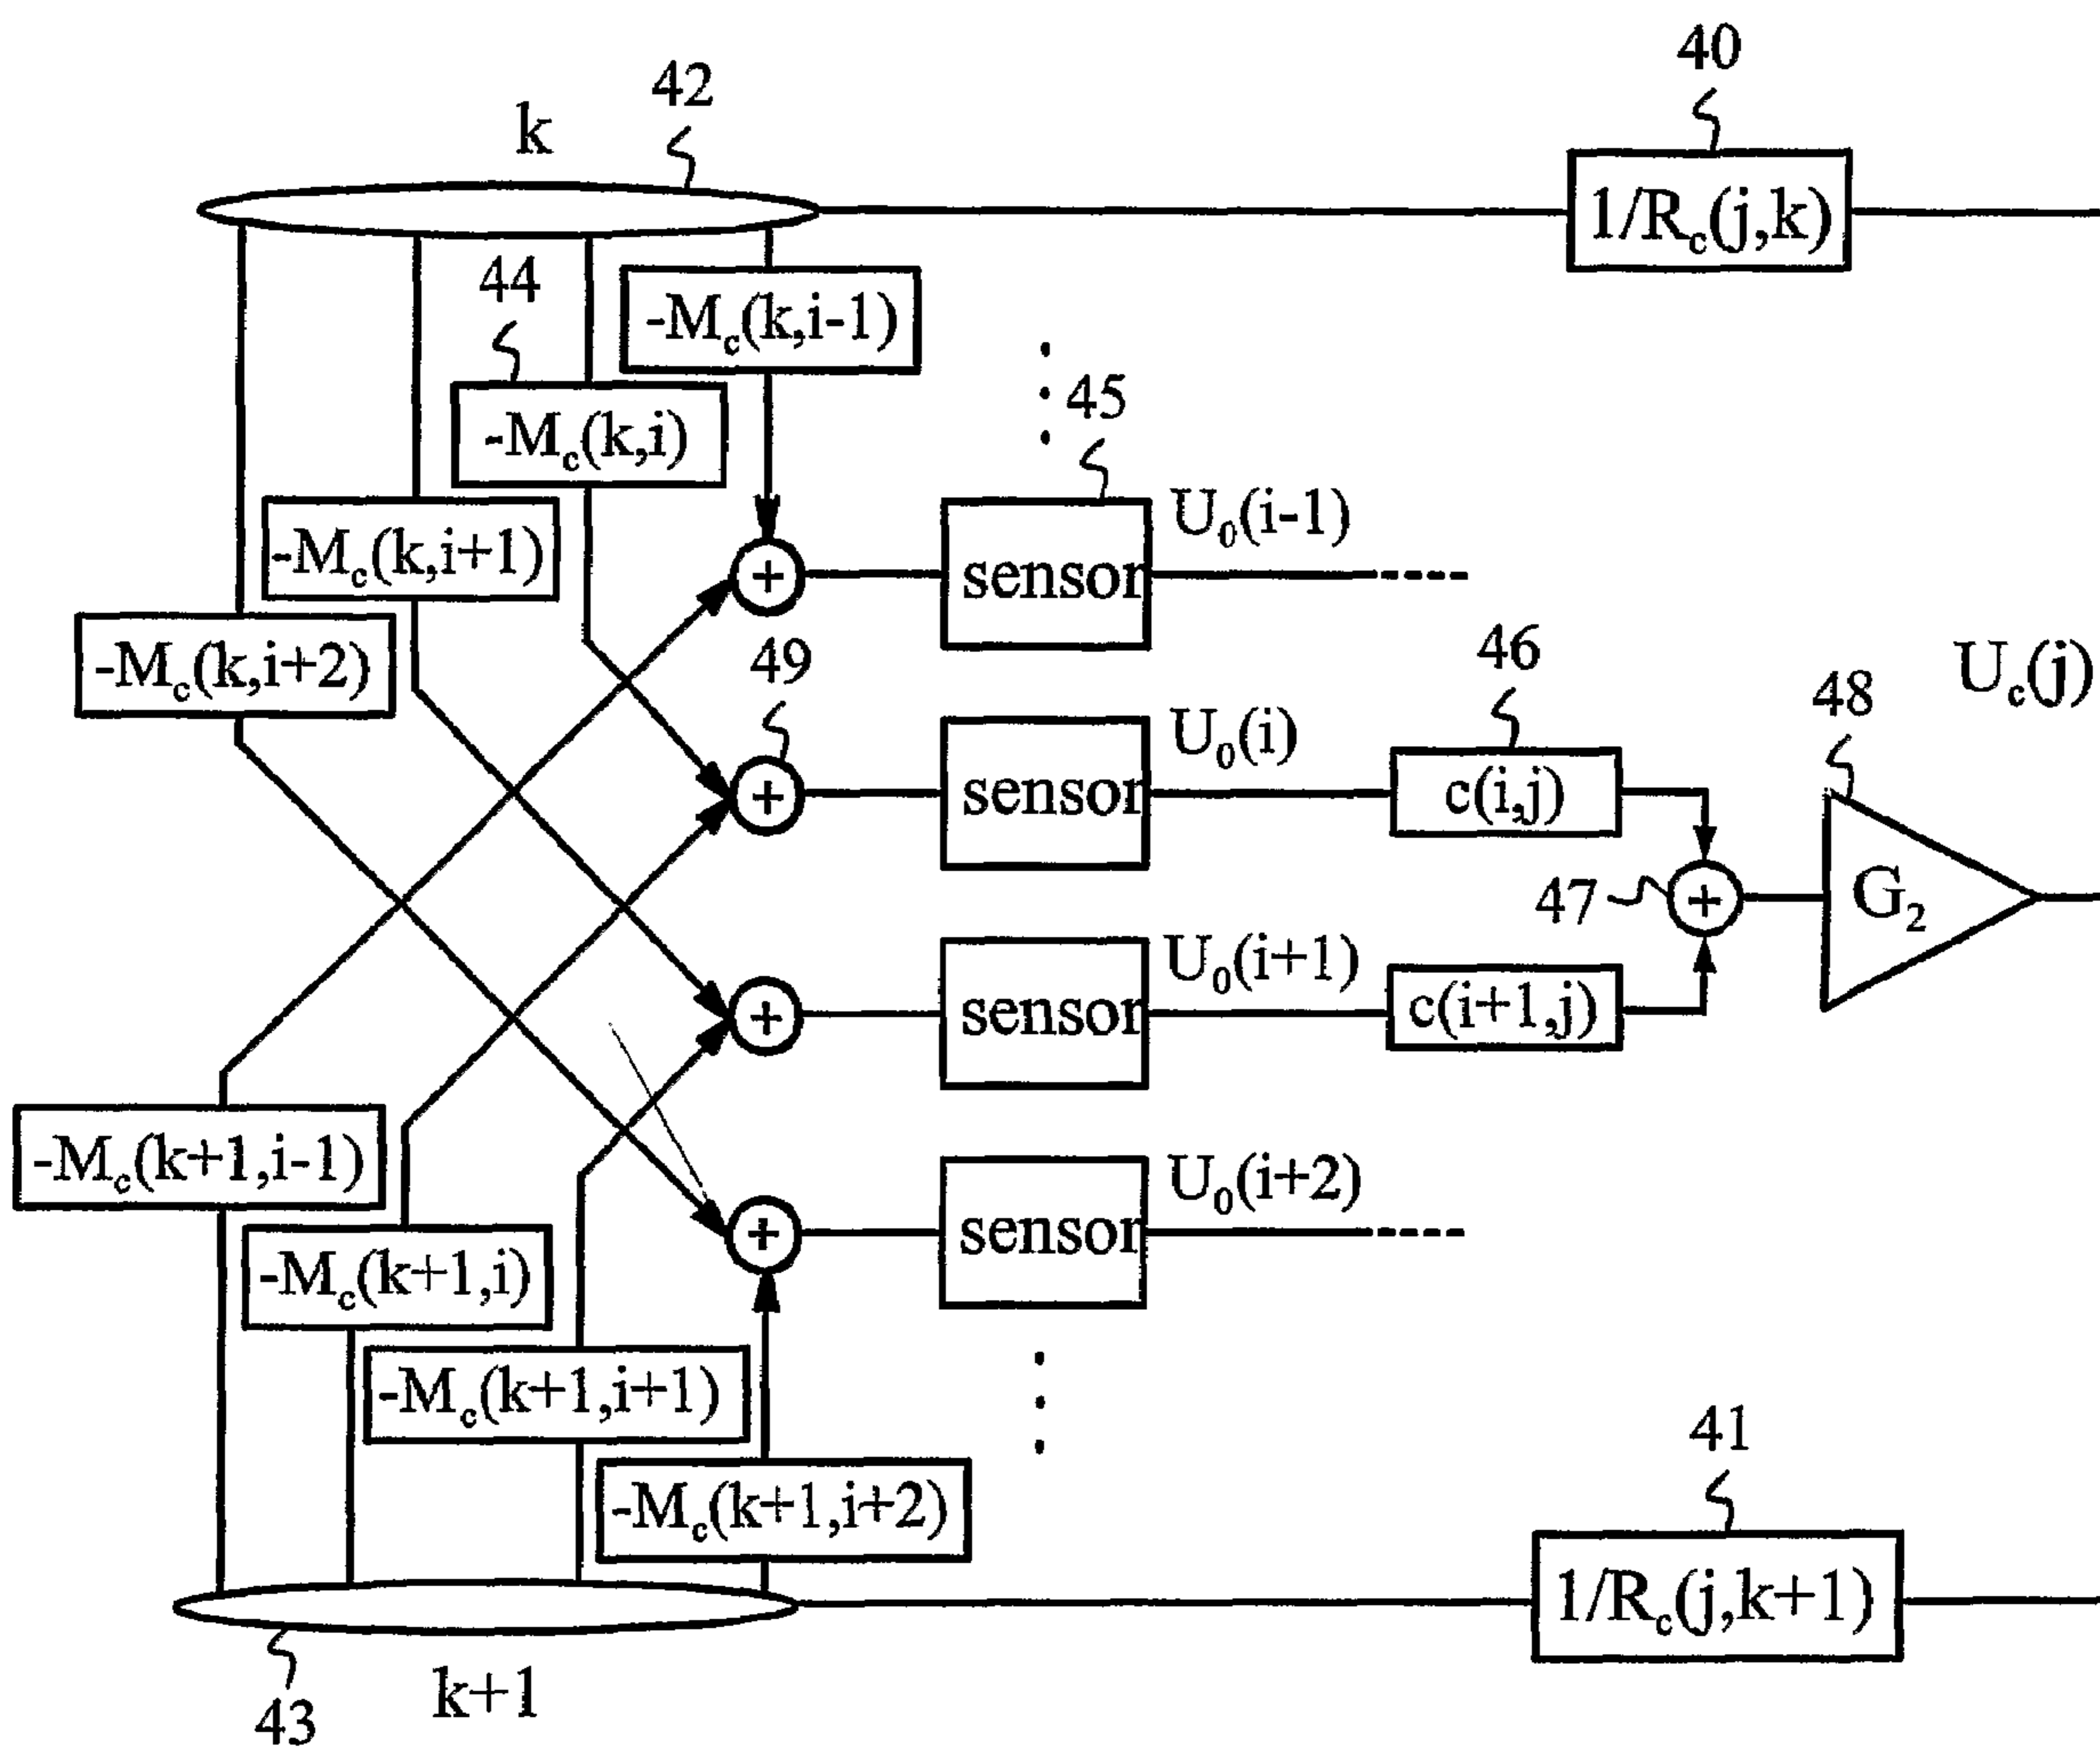 40
42
k
1/Rc(j,k)
44
-Mc(k,i-1)
45
-Mc(k,i)
U0(i-1)
-Mc(k,i+1)
+
sensor
-Mc(k,i+2)
49
46
Uc(j)
48
U0(i)
+
sensor
c(i,j)
47
+
G2
U0(i+1)
+
sensor
c(i+1,j)
-Mc(k+1,i-1)
U0(i+2)
+
sensor
-Mc(k+1,i)
-Mc(k+1,i+1)
41
-Mc(k+1,i+2)
1/Rc(j,k+1)
k+1
43